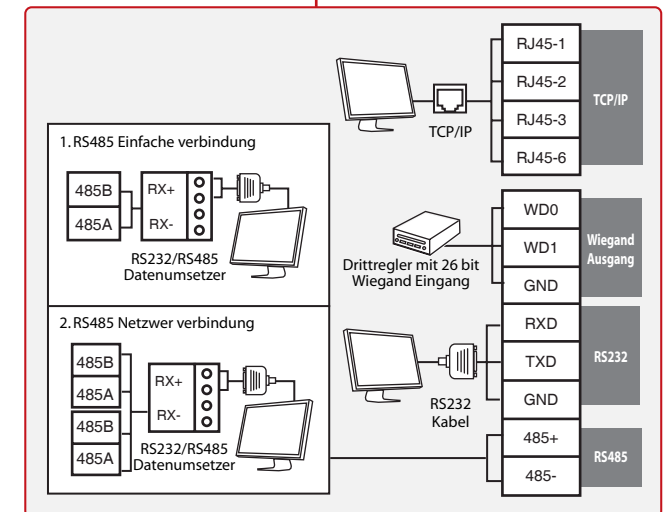 RJ45-1
RJ45-2
RJ45-3
RJ45-6
TCP/IP
TCP/IP
1.RS485 Einfache verbindung
485B
485A
RX+
RX-
RS232/RS485
Datenumsetzer
WD0
WD1
GND
Wiegand
Ausgang
Drittregler mit 26 bit
Wiegand Eingang
2.RS485 Netzwer verbindung
485B
485A
485B
485A
RX+
RX-
RS232/RS485
Datenumsetzer
RXD
TXD
GND
RS232
RS232
Kabel
485+
485-
RS485